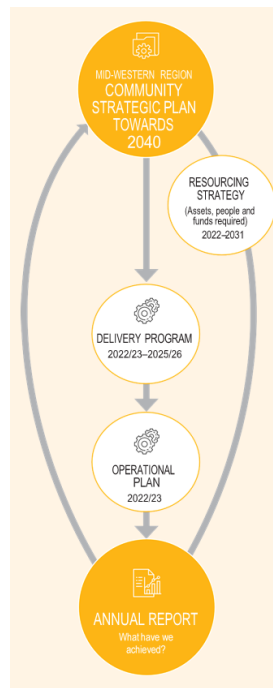 MID-WESTERN REGION
COMMUNITY
STRATEGIC PLAN
TOWARDS
2040
RESOURCING
STRATEGY
(Assets, people and
funds required)
2022–2031
DELIVERY PROGRAM
2022/23–2025/26
OPERATIONAL
PLAN
2022/23
ANNUAL REPORT
What have we
achieved?